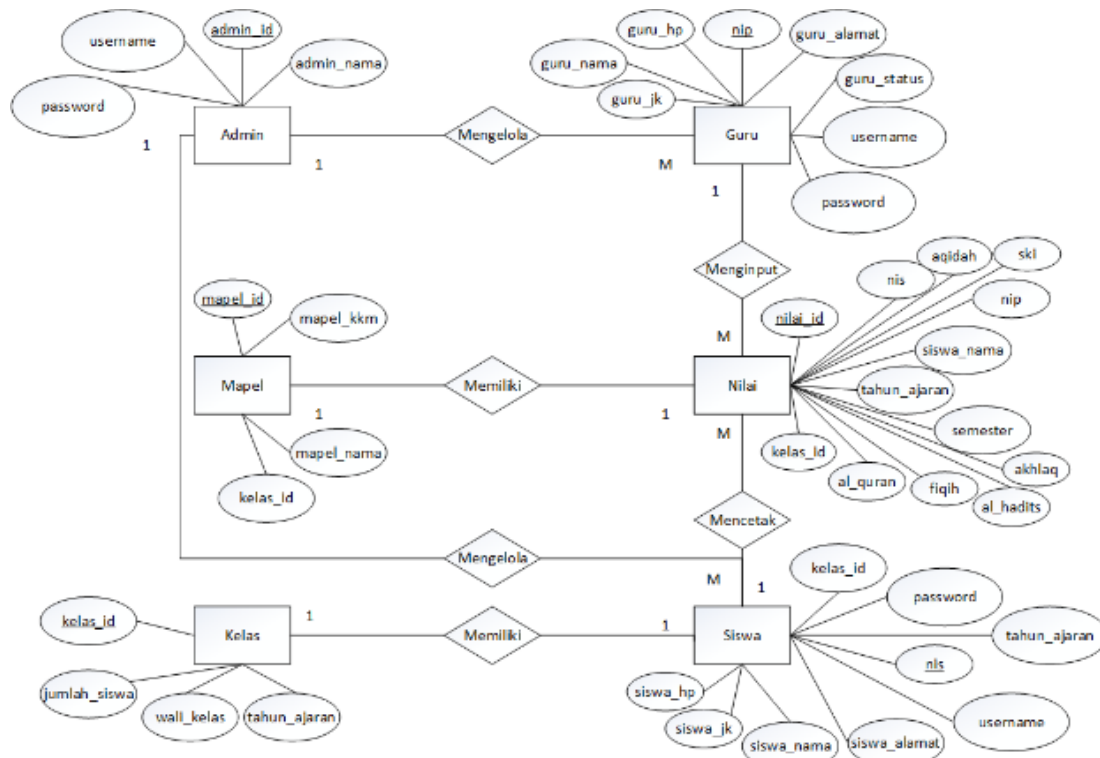 admin_id
username
admin_nama
password
Admin
1
1
Mengelola
guru_hp
nip
guru_alamat
guru_nama
guru_status
guru_jk
Guru
username
M
1
password
Menginput
aqidah
skl
nis
nip
nilai_id
siswa_nama
M
mapel_id
mapel_kkm
Mapel
Memiliki
Nilai
tahun_ajaran
1
1
M
semester
mapel_nama
kelas_id
kelas_id
al_quran
fiqih
akhlaq
al_hadits
Mencetak
Mengelola
M
1
kelas_id
password
kelas_id
Kelas
1
Memiliki
1
Siswa
tahun_ajaran
nis
jumlah_siswa
wali_kelas
tahun_ajaran
siswa_hp
siswa_jk
siswa_nama
siswa_alamat
username